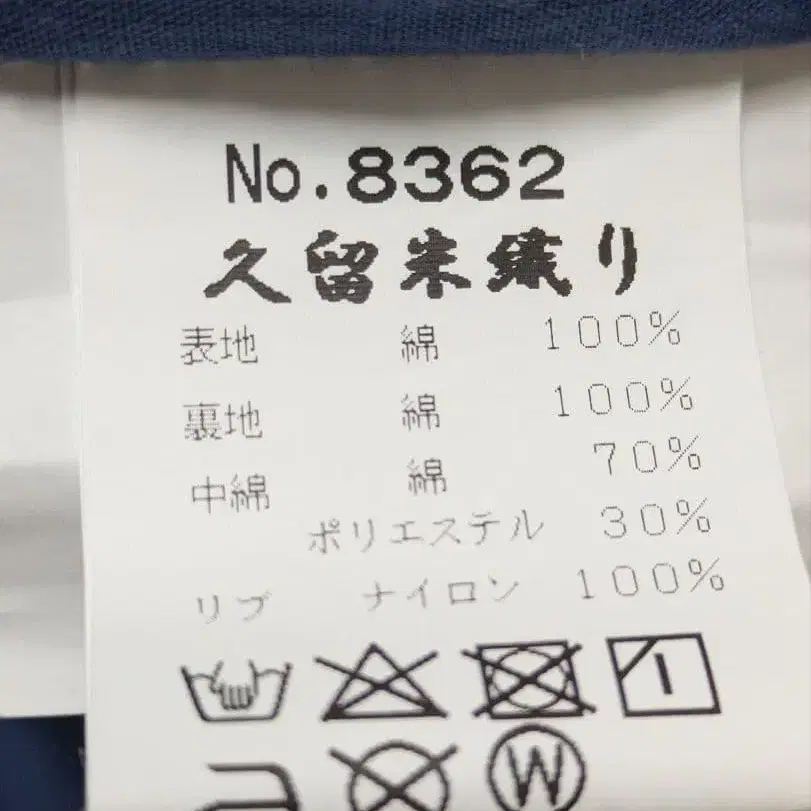 No.8362
久留米織り
表地 綿 100%
裏地 綿 100%
中綿 綿 70%
ポリエステル 30%
リブ ナイロン 100%
W